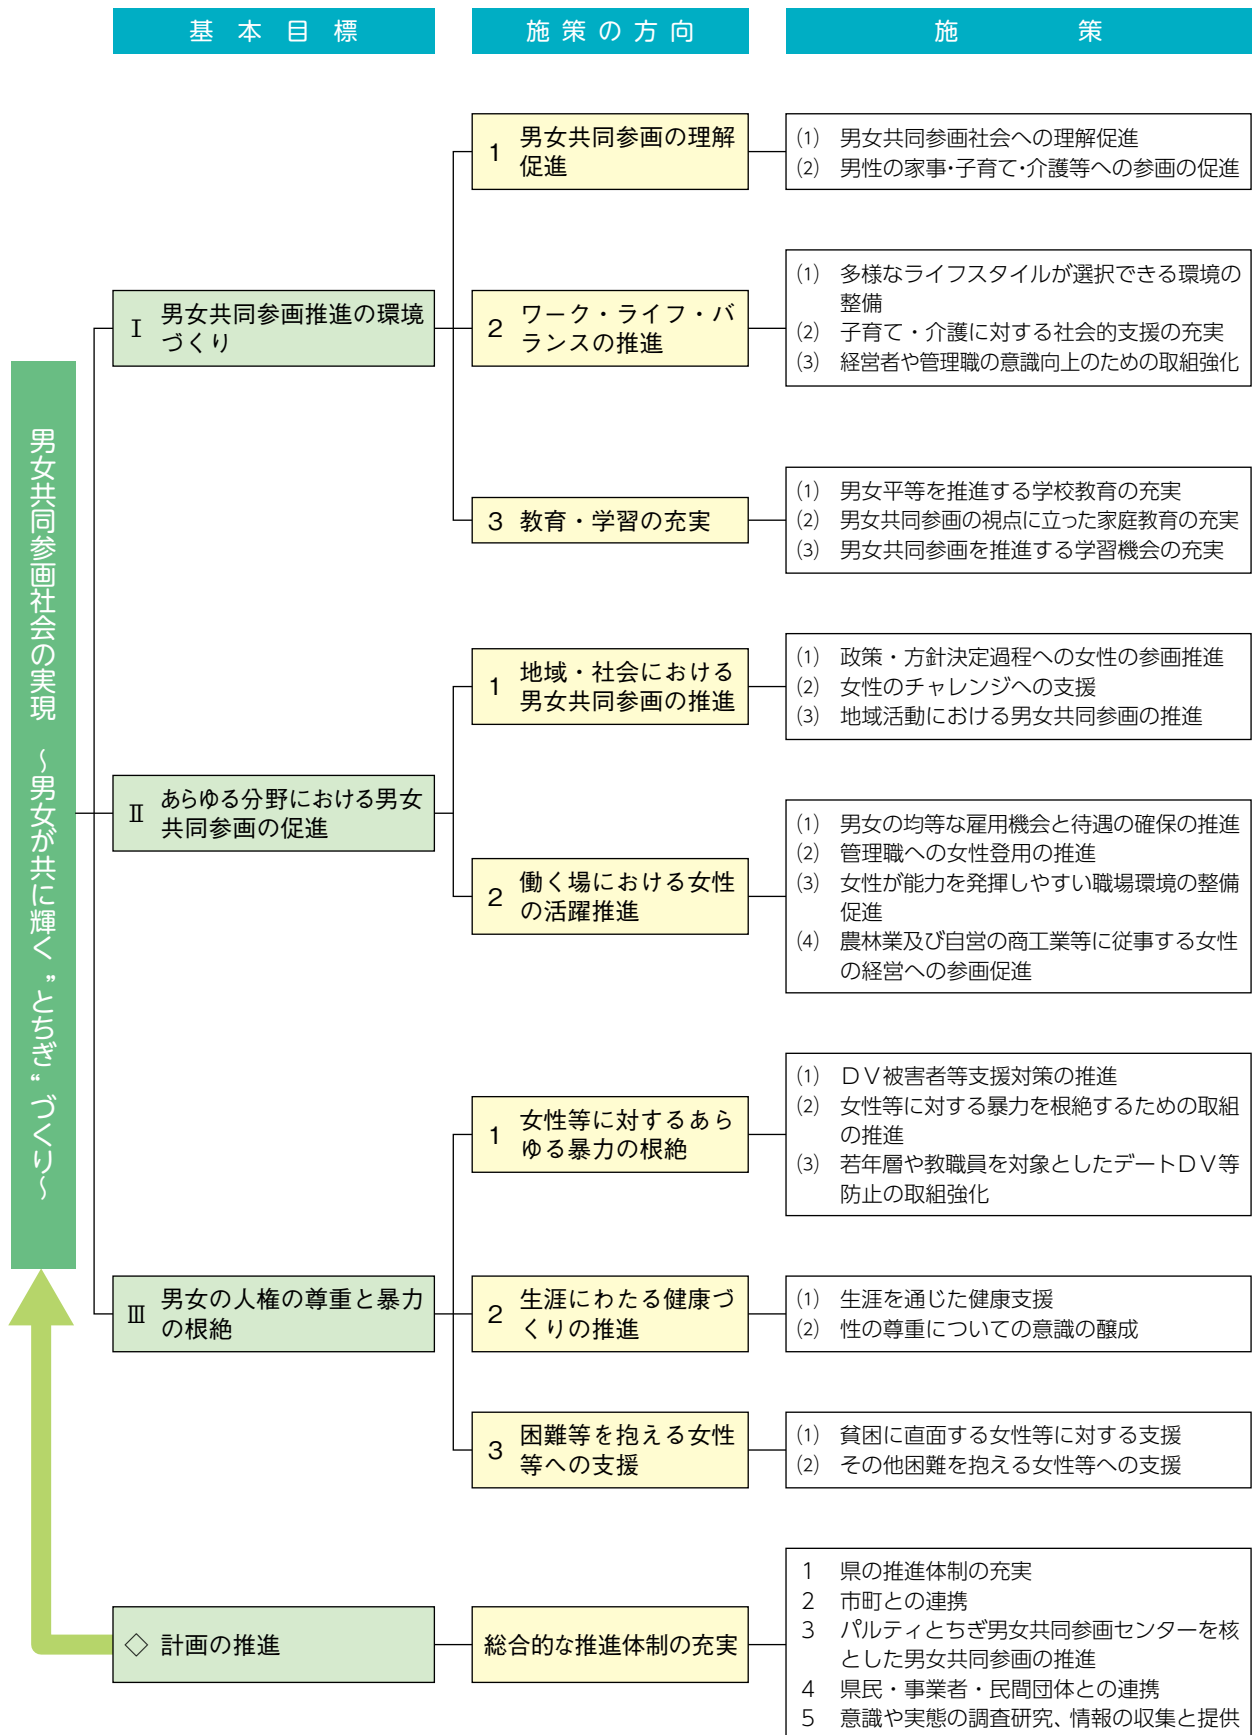 基本目標
施策の方向
施策
男女共同参画社会の実現 ～男女が共に輝く〝とちぎ〟づくり～
Ⅰ 男女共同参画推進の環境
づくり
1 男女共同参画の理解
促進
(1) 男女共同参画社会への理解促進
(2) 男性の家事・子育て・介護等への参画の促進
2 ワーク・ライフ・バ
ランスの推進
(1) 多様なライフスタイルが選択できる環境の
整備
(2) 子育て・介護に対する社会的支援の充実
(3) 経営者や管理職の意識向上のための取組強化
3 教育・学習の充実
(1) 男女平等を推進する学校教育の充実
(2) 男女共同参画の視点に立った家庭教育の充実
(3) 男女共同参画を推進する学習機会の充実
Ⅱ あらゆる分野における男女
共同参画の促進
1 地域・社会における
男女共同参画の推進
(1) 政策・方針決定過程への女性の参画推進
(2) 女性のチャレンジへの支援
(3) 地域活動における男女共同参画の推進
2 働く場における女性
の活躍推進
(1) 男女の均等な雇用機会と待遇の確保の推進
(2) 管理職への女性登用の推進
(3) 女性が能力を発揮しやすい職場環境の整備
促進
(4) 農林業及び自営の商工業等に従事する女性
の経営への参画促進
Ⅲ 男女の人権の尊重と暴力
の根絶
1 女性等に対するあら
ゆる暴力の根絶
(1) ＤＶ被害者等支援対策の推進
(2) 女性等に対する暴力を根絶するための取組
の推進
(3) 若年層や教職員を対象としたデートＤＶ等
防止の取組強化
2 生涯にわたる健康づ
くりの推進
(1) 生涯を通じた健康支援
(2) 性の尊重についての意識の醸成
3 困難等を抱える女性
等への支援
(1) 貧困に直面する女性等に対する支援
(2) その他困難を抱える女性等への支援
◇ 計画の推進
総合的な推進体制の充実
1 県の推進体制の充実
2 市町との連携
3 パルティとちぎ男女共同参画センターを核
とした男女共同参画の推進
4 県民・事業者・民間団体との連携
5 意識や実態の調査研究、情報の収集と提供